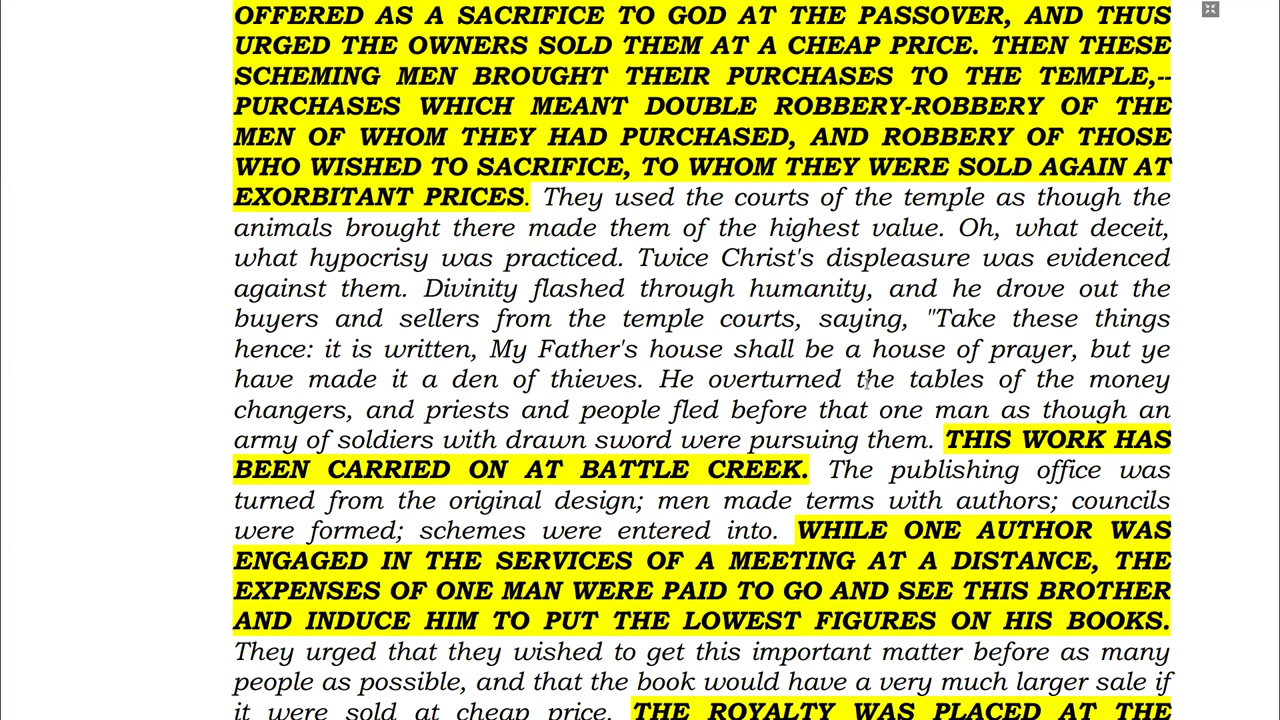 OFFERED AS A SACRIFICE TO GOD AT THE PASSOVER, AND THUS
URGED THE OWNERS SOLD THEM AT A CHEAP PRICE. THEN THESE
SCHEMING MEN BROUGHT THEIR PURCHASES TO THE TEMPLE,--
PURCHASES WHICH MEANT DOUBLE ROBBERY-ROBBERY OF THE
MEN OF WHOM THEY HAD PURCHASED, AND ROBBERY OF THOSE
WHO WISHED TO SACRIFICE, TO WHOM THEY WERE SOLD AGAIN AT
EXORBITANT PRICES. They used the courts of the temple as though the
animals brought there made them of the highest value. Oh, what deceit,
what hypocrisy was practiced. Twice Christ's displeasure was evidenced
against them. Divinity flashed through humanity, and he drove out the
buyers and sellers from the temple courts, saying, "Take these things
hence: it is written, My Father's house shall be a house of prayer, but ye
have made it a den of thieves. He overturned the tables of the money
changers, and priests and people fled before that one man as though an
army of soldiers with drawn sword were pursuing them. THIS WORK HAS
BEEN CARRIED ON AT BATTLE CREEK. The publishing office was
turned from the original design; men made terms with authors; councils
were formed; schemes were entered into. WHILE ONE AUTHOR WAS
ENGAGED IN THE SERVICES OF A MEETING AT A DISTANCE, THE
EXPENSES OF ONE MAN WERE PAID TO GO AND SEE THIS BROTHER
AND INDUCE HIM TO PUT THE LOWEST FIGURES ON HIS BOOKS.
They urged that they wished to get this important matter before as many
people as possible, and that the book would have a very much larger sale if
it were sold at cheap price. THE ROYALTY WAS PLACED AT THE